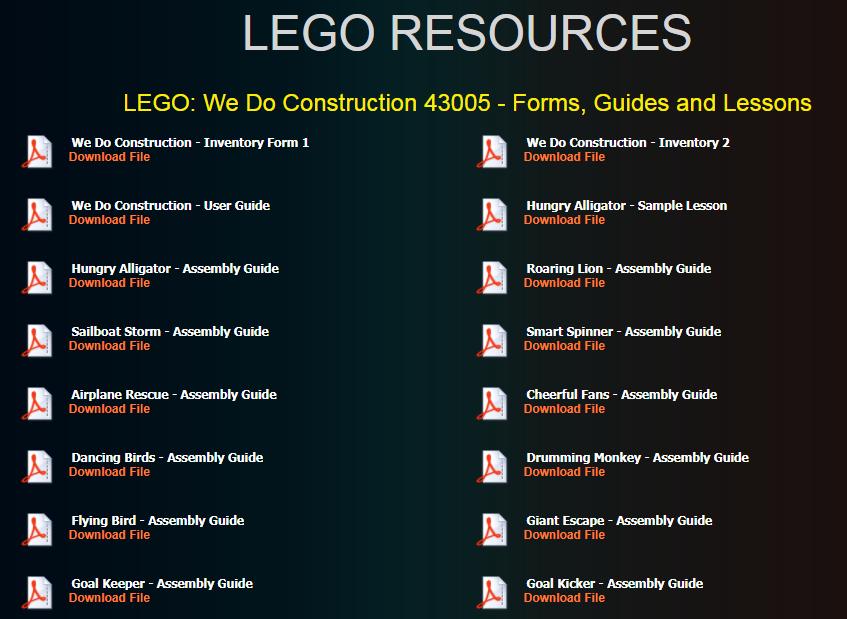 LEGO RESOURCES
LEGO: We Do Construction 43005 - Forms, Guides and Lessons
We Do Construction - Inventory Form 1
Download File
We Do Construction - Inventory 2
Download File
We Do Construction - User Guide
Download File
Hungry Alligator - Sample Lesson
Download File
Hungry Alligator - Assembly Guide
Download File
Roaring Lion - Assembly Guide
Download File
Sailboat Storm - Assembly Guide
Download File
Smart Spinner - Assembly Guide
Download File
Airplane Rescue - Assembly Guide
Download File
Cheerful Fans - Assembly Guide
Download File
Dancing Birds - Assembly Guide
Download File
Drumming Monkey - Assembly Guide
Download File
Flying Bird - Assembly Guide
Download File
Giant Escape - Assembly Guide
Download File
Goal Keeper - Assembly Guide
Download File
Goal Kicker - Assembly Guide
Download File